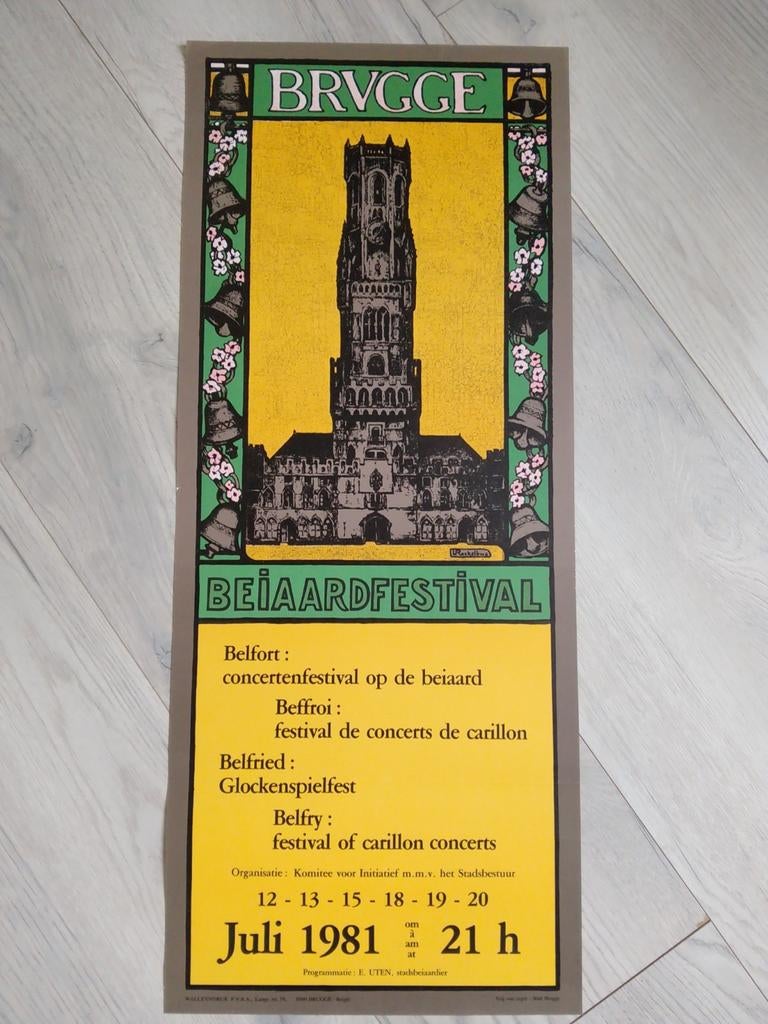 BRVGGE
BEiAARDFESTiVAL
Belfort :
concertenfestival op de beiaard
Beffroi :
festival de concerts de carillon
Belfried :
Glockenspielfest
Belfry :
festival of carillon concerts
Organisatie : Komitee voor Initiatief m.m.v. het Stadsbestuur
12 - 13 - 15 - 18 - 19 - 20
Juli 1981 om à am at 21 h
Programmatie : E. UTEN, stadsbeiaardier
BRUGGE